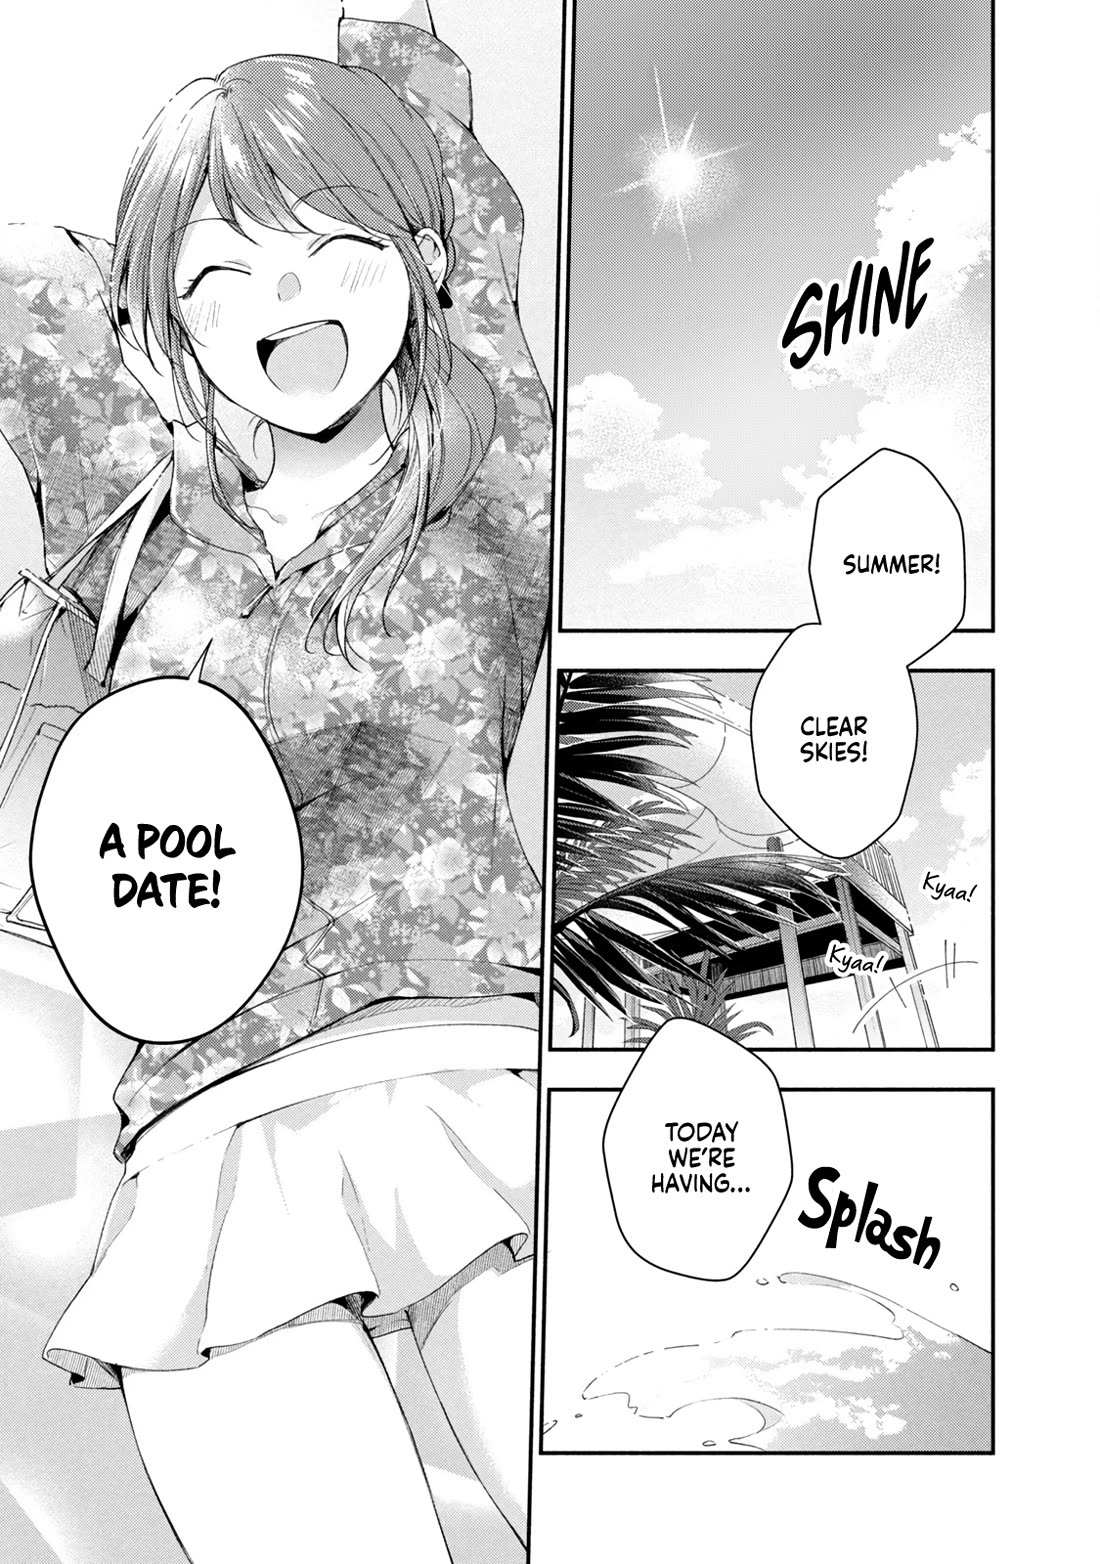 SHINE
SUMMER!
CLEAR
SKIES!
Kyaa!
Kyaa!
TODAY
WE'RE
HAVING...
Splash
A POOL
DATE!